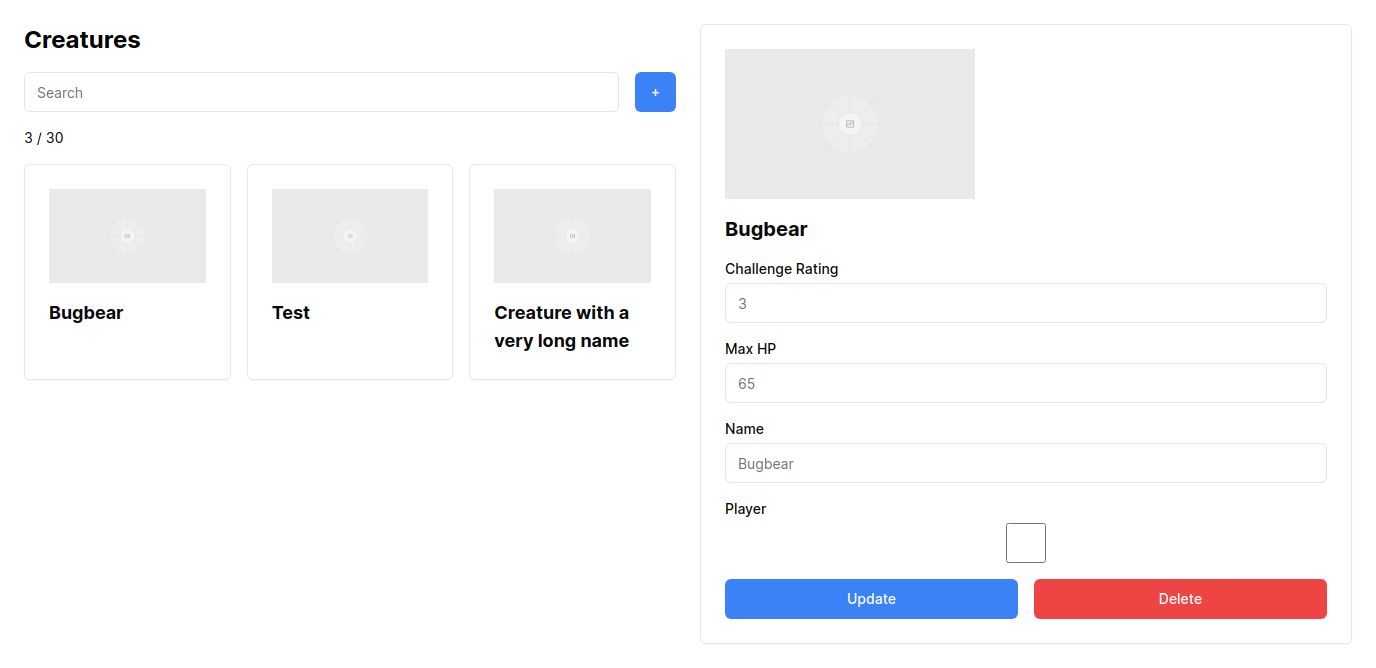 Creatures
Search
+
3 / 30
Bugbear
Test
Creature with a
very long name
Bugbear
Challenge Rating
3
Max HP
65
Name
Bugbear
Player
Update
Delete